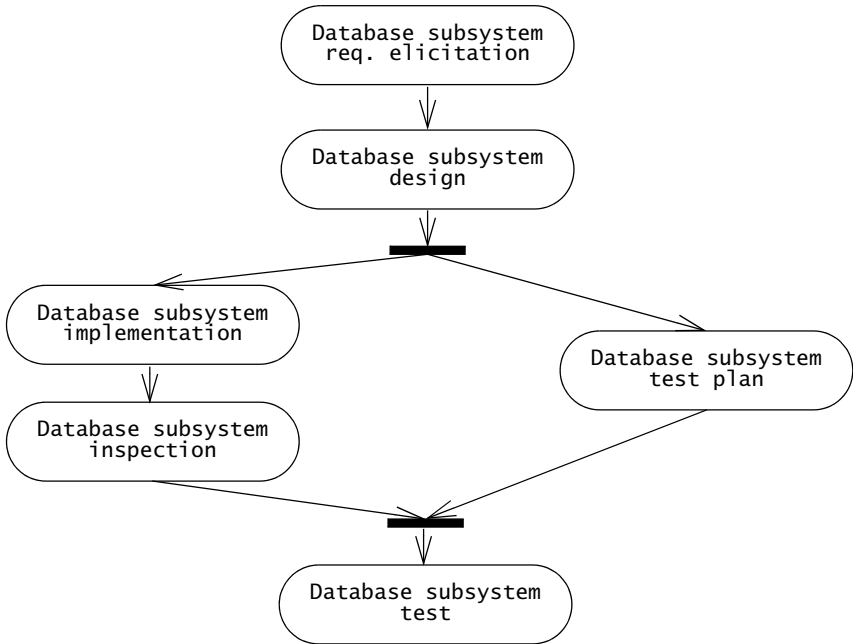 Database subsystem
req. elicitation
Database subsystem
design
Database subsystem
implementation
Database subsystem
test plan
Database subsystem
inspection
Database subsystem
test